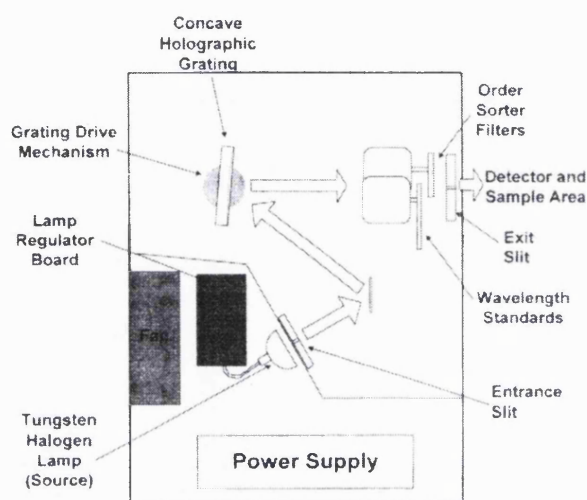 Concave
Holographic
Grating
Order
Sorter
Filters
Grating Drive
Mechanism
Detector and
Sample Area
Lamp
Regulator
Board
Exit
Slit
Wavelength
Standards
Fan
Entrance
Slit
Tungsten
Halogen
Lamp
(Source)
Power Supply